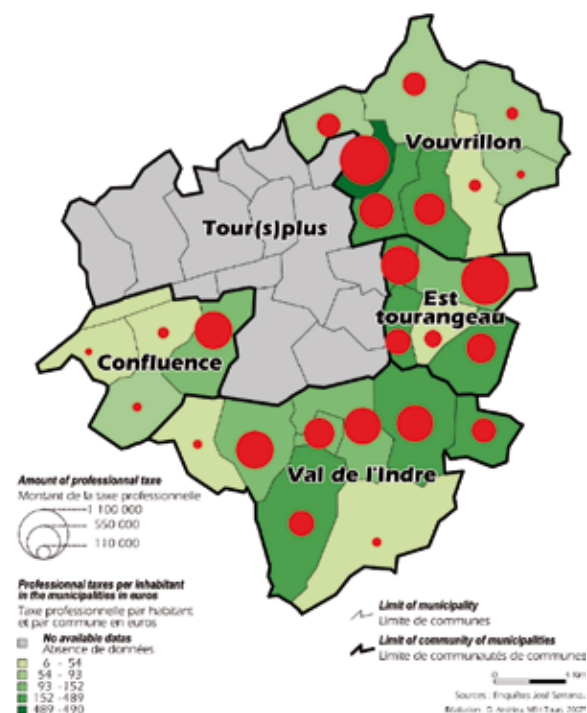 Vouvrillon
Tour(s)plus
Est
tourangeau
Confluence
Val de l'Indre
Amount of professionnal taxe
Montant de la taxe professionnelle
1 100 000
550 000
110 000
Professionnal taxes per inhabitant
in the municipalities in euros
Taxe professionnelle par habitant
et par commune en euros
No available datas
Absence de données
6 - 54
54 - 93
93 - 152
152 - 489
489 - 490
Limit of municipality
Limite de communes
Limit of community of municipalities
Limite de communautés de communes
0
Sources : Enquêtes José Serrano